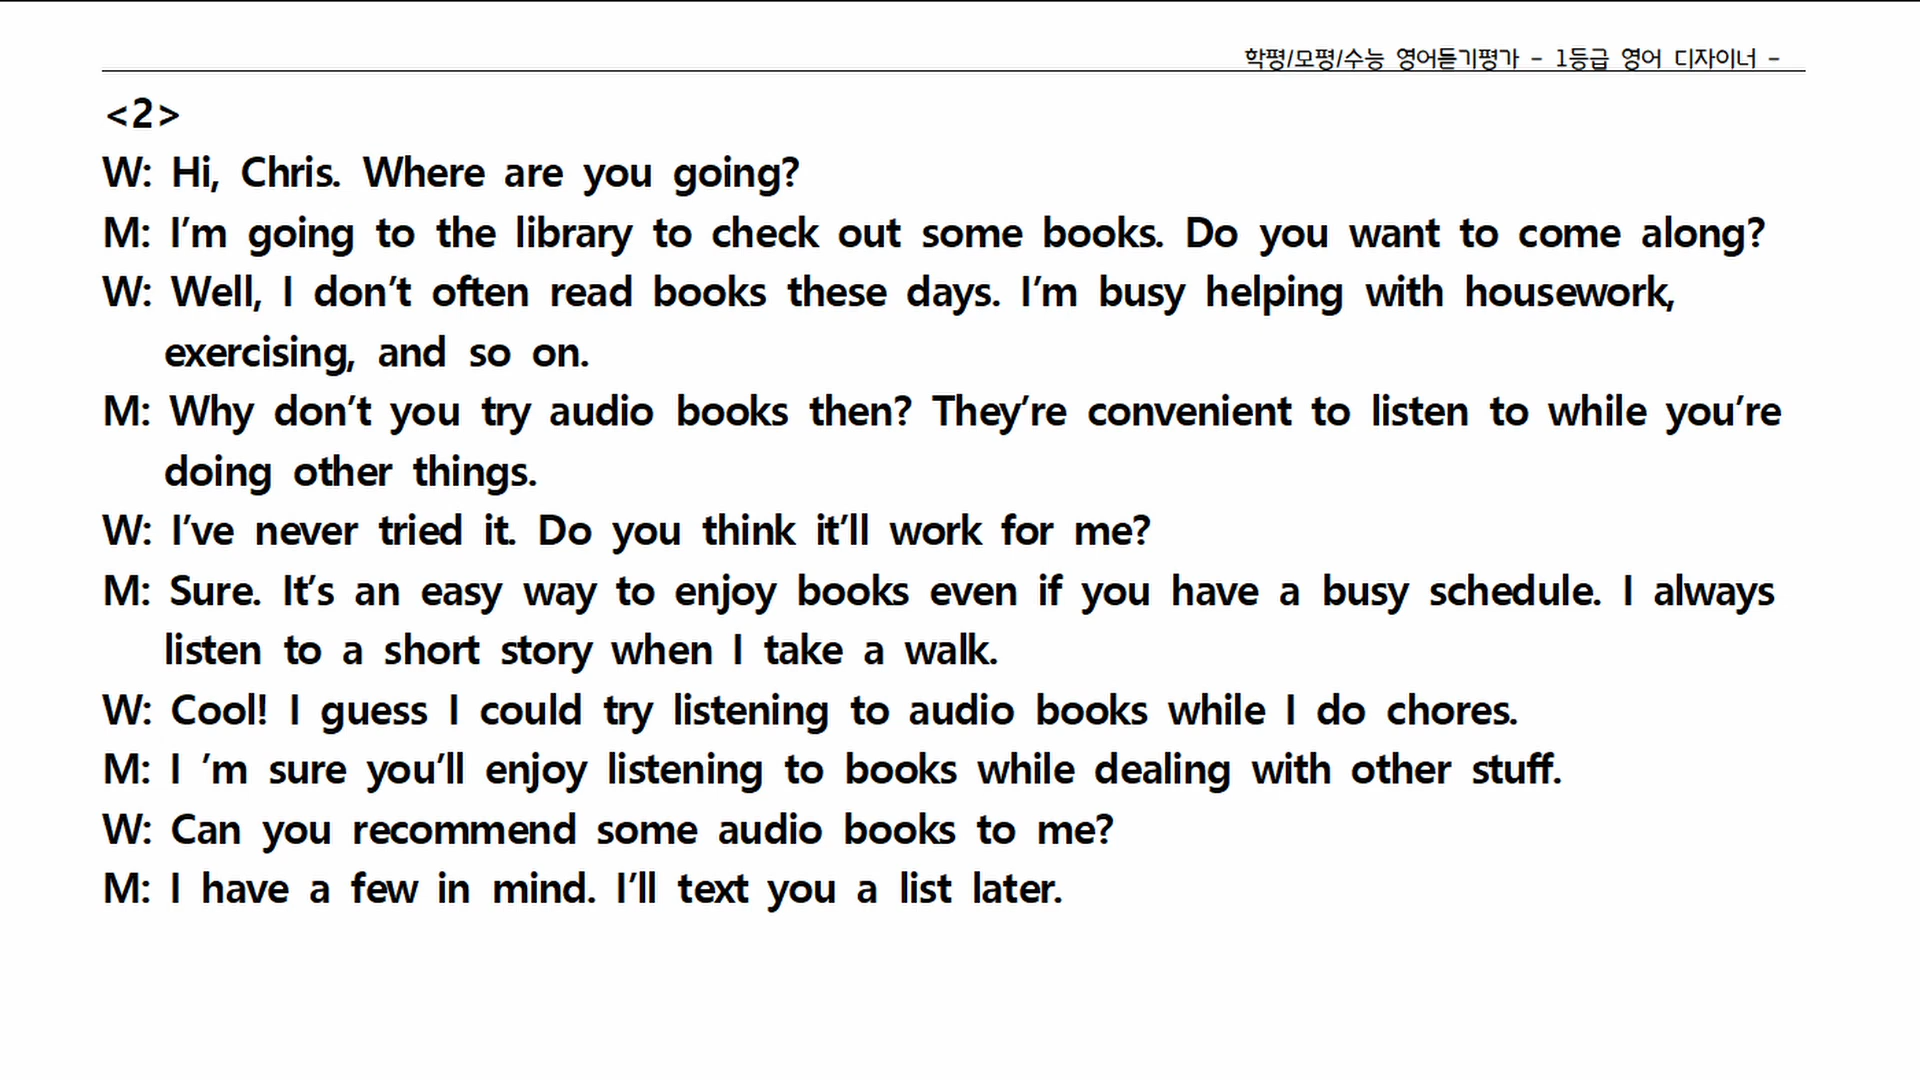 학평/모평/수능 영어듣기평가 - 1등급 영어 디자이너 -
<2>
W: Hi, Chris. Where are you going?
M: I’m going to the library to check out some books. Do you want to come along?
W: Well, I don’t often read books these days. I’m busy helping with housework,
exercising, and so on.
M: Why don’t you try audio books then? They’re convenient to listen to while you’re
doing other things.
W: I’ve never tried it. Do you think it’ll work for me?
M: Sure. It’s an easy way to enjoy books even if you have a busy schedule. I always
listen to a short story when I take a walk.
W: Cool! I guess I could try listening to audio books while I do chores.
M: I ’m sure you’ll enjoy listening to books while dealing with other stuff.
W: Can you recommend some audio books to me?
M: I have a few in mind. I’ll text you a list later.